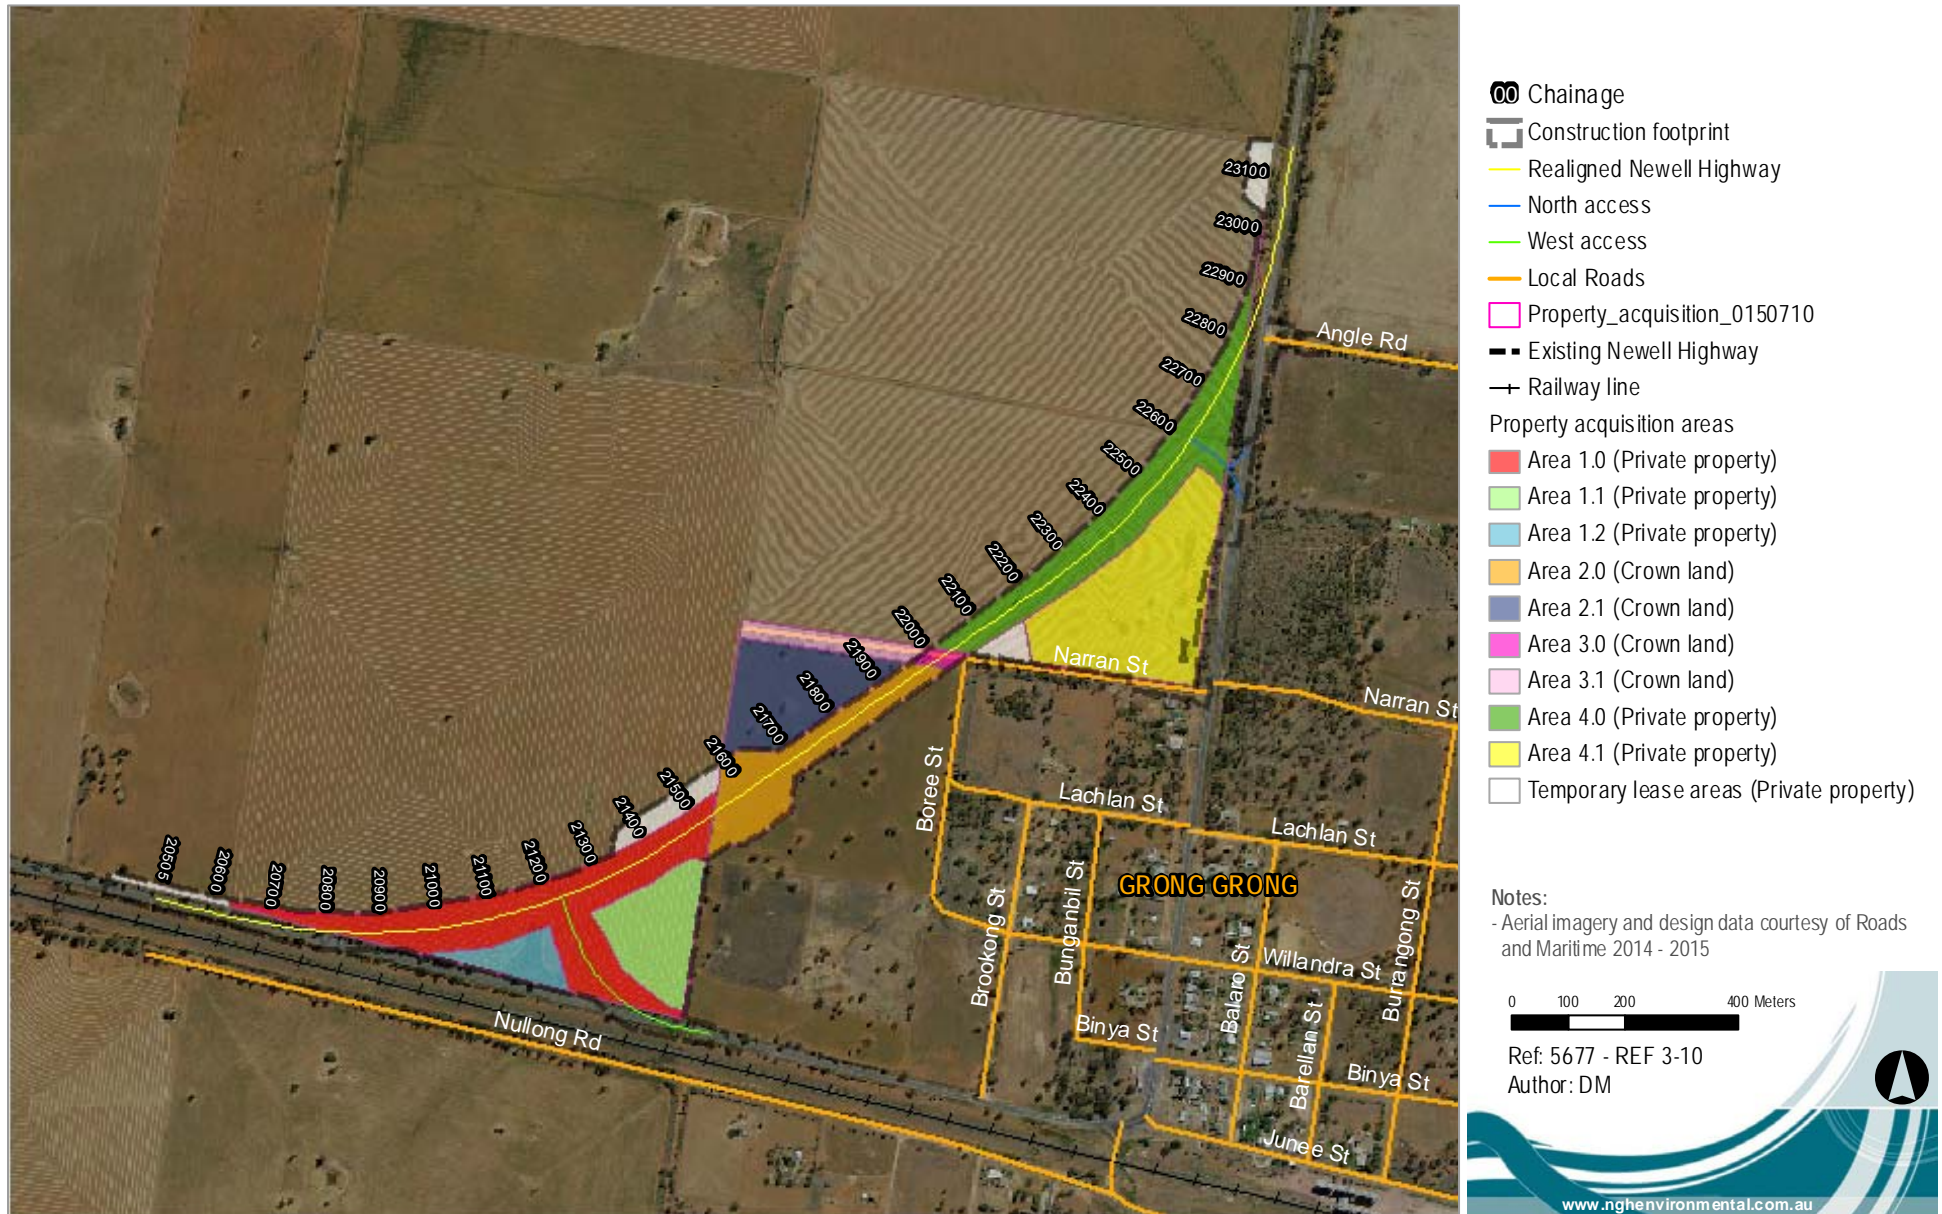 23100
23000
22900
22800
22700
22600
22500
22400
22300
22200
22100
22000
21900
21800
21700
21600
21500
21400
21300
21200
21100
21000
20900
20800
20700
20600
20505
Angle Rd
Narran St
Narran St
Boree St
Lachlan St
Lachlan St
GRONG GRONG
Brookong St
Bunganbil St
Balaro St
Willandra St
Burrangong St
Barellan St
Binya St
Binya St
Junee St
Nullong Rd
00 Chainage
Construction footprint
Realigned Newell Highway
North access
West access
Local Roads
Property_acquisition_0150710
Existing Newell Highway
Railway line
Property acquisition areas
Area 1.0 (Private property)
Area 1.1 (Private property)
Area 1.2 (Private property)
Area 2.0 (Crown land)
Area 2.1 (Crown land)
Area 3.0 (Crown land)
Area 3.1 (Crown land)
Area 4.0 (Private property)
Area 4.1 (Private property)
Temporary lease areas (Private property)
Notes:
- Aerial imagery and design data courtesy of Roads
and Maritime 2014 - 2015
0 100 200 400 Meters
Ref: 5677 - REF 3-10
Author: DM
www.nghenvironmental.com.au